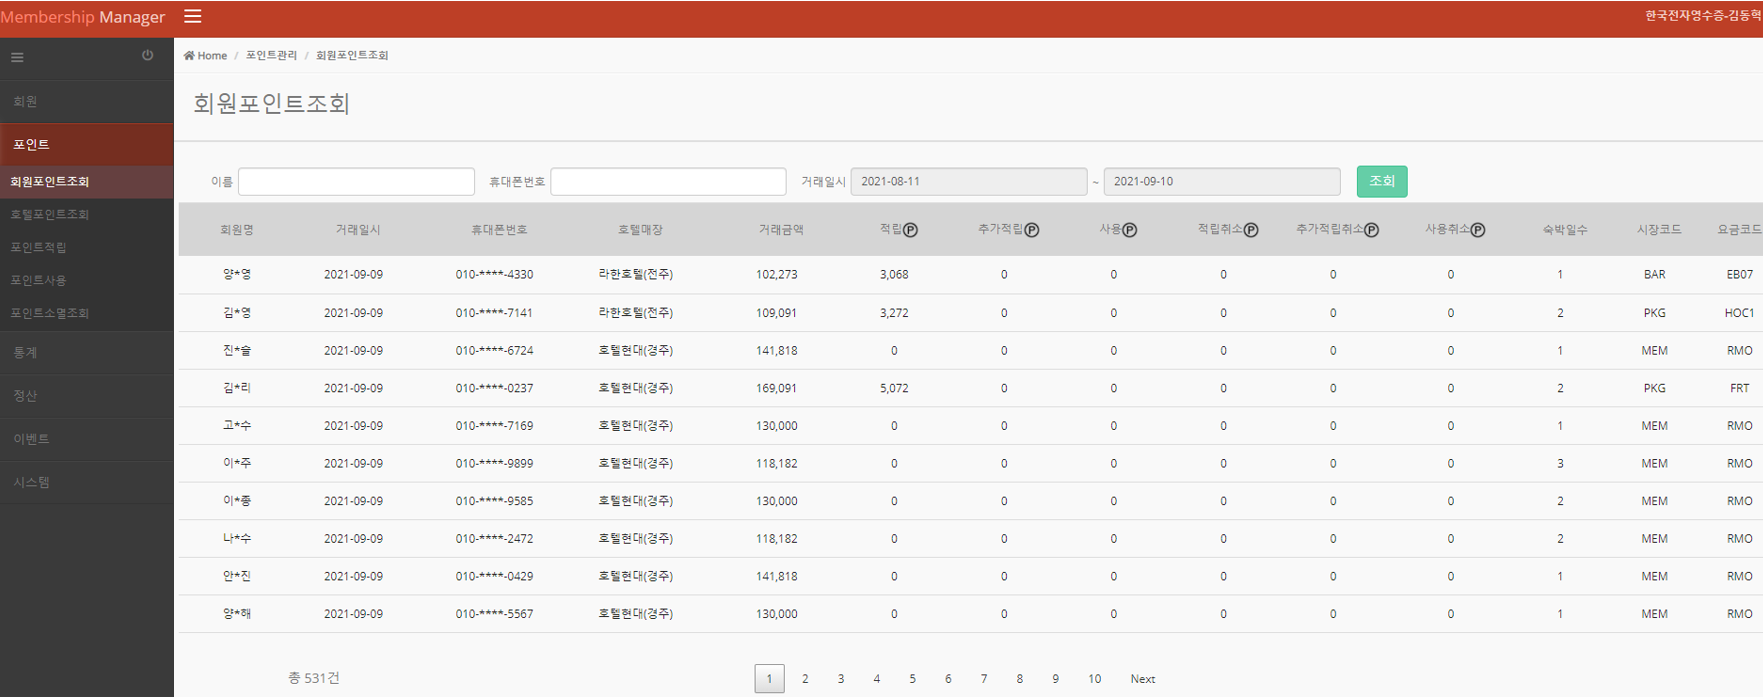 Membership Manager 한국전자영수증-김동혁
Home / 포인트관리 / 회원포인트조회
회원
포인트
회원포인트조회
호텔포인트조회
포인트적립
포인트사용
포인트소멸조회
통계
정산
이벤트
시스템
회원포인트조회
이름 휴대폰번호 거래일시 2021-08-11 ~ 2021-09-10 조회
회원명 거래일시 휴대폰번호 호텔매장 거래금액 적립Ⓟ 추가적립Ⓟ 사용Ⓟ 적립취소Ⓟ 추가적립취소Ⓟ 사용취소Ⓟ 숙박일수 시장코드 요금코드
양*영 2021-09-09 010-****-4330 라한호텔(전주) 102,273 3,068 0 0 0 0 0 1 BAR EB07
김*영 2021-09-09 010-****-7141 라한호텔(전주) 109,091 3,272 0 0 0 0 0 2 PKG HOC1
진*슬 2021-09-09 010-****-6724 호텔현대(경주) 141,818 0 0 0 0 0 0 1 MEM RMO
김*리 2021-09-09 010-****-0237 호텔현대(경주) 169,091 5,072 0 0 0 0 0 2 PKG FRT
고*수 2021-09-09 010-****-7169 호텔현대(경주) 130,000 0 0 0 0 0 0 1 MEM RMO
이*주 2021-09-09 010-****-9899 호텔현대(경주) 118,182 0 0 0 0 0 0 3 MEM RMO
이*종 2021-09-09 010-****-9585 호텔현대(경주) 130,000 0 0 0 0 0 0 2 MEM RMO
나*수 2021-09-09 010-****-2472 호텔현대(경주) 118,182 0 0 0 0 0 0 2 MEM RMO
안*진 2021-09-09 010-****-0429 호텔현대(경주) 141,818 0 0 0 0 0 0 1 MEM RMO
양*해 2021-09-09 010-****-5567 호텔현대(경주) 130,000 0 0 0 0 0 0 1 MEM RMO
총 531건 1 2 3 4 5 6 7 8 9 10 Next